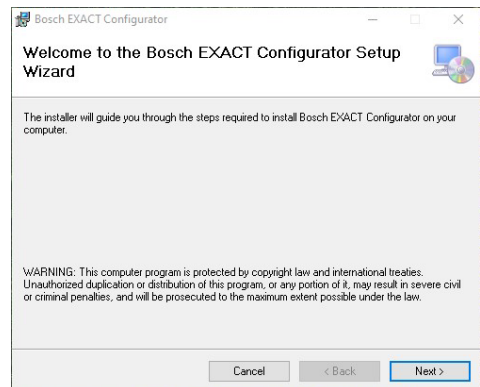 Bosch EXACT Configurator
Welcome to the Bosch EXACT Configurator Setup
Wizard
The installer will guide you through the steps required to install Bosch EXACT Configurator on your
computer.
WARNING: This computer program is protected by copyright law and international treaties.
Unauthorized duplication or distribution of this program, or any portion of it, may result in severe civil
or criminal penalties, and will be prosecuted to the maximum extent possible under the law.
Cancel < Back Next >